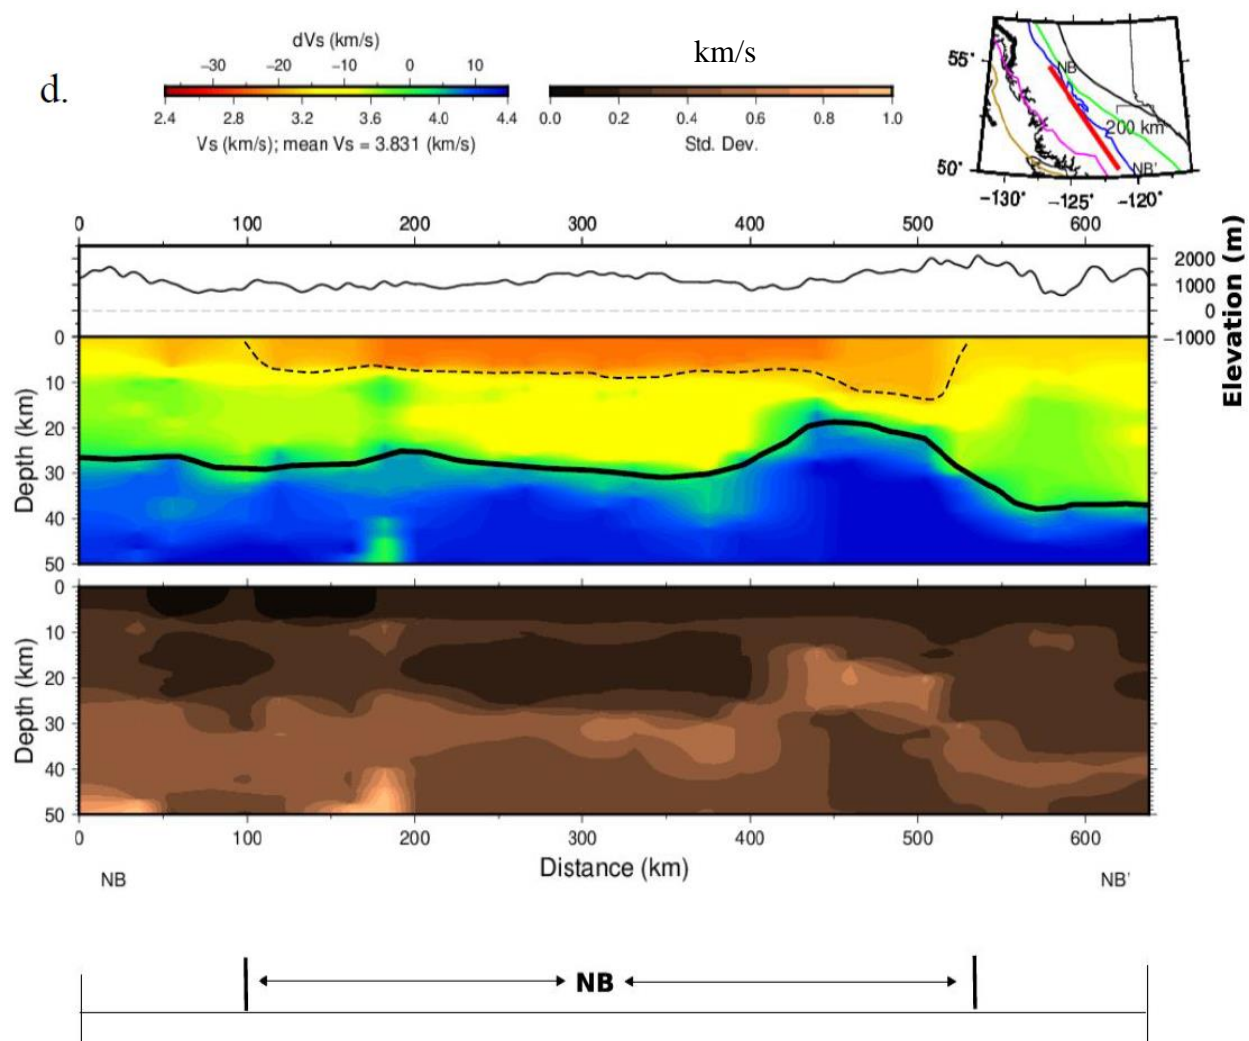 d.
dVs (km/s)
−30 −20 −10 0 10
2.4 2.8 3.2 3.6 4.0 4.4
Vs (km/s); mean Vs = 3.831 (km/s)
km/s
0.0 0.2 0.4 0.6 0.8 1.0
Std. Dev.
55°
50°
NB
200 km
NB'
−130° −125° −120°
0 100 200 300 400 500 600
2000
1000
0
−1000
Elevation (m)
0
10
20
30
40
50
Depth (km)
0
10
20
30
40
50
Depth (km)
0 100 200 300 400 500 600
Distance (km)
NB NB'
NB